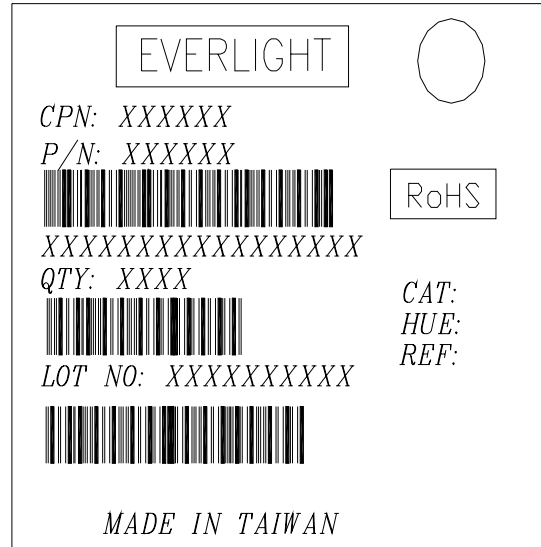 EVERLIGHT
CPN: XXXXXX
P/N: XXXXXX
RoHS
XXXXXXXXXXXXXXXXX
QTY: XXXX
CAT:
HUE:
REF:
LOT NO: XXXXXXXXXX
MADE IN TAIWAN